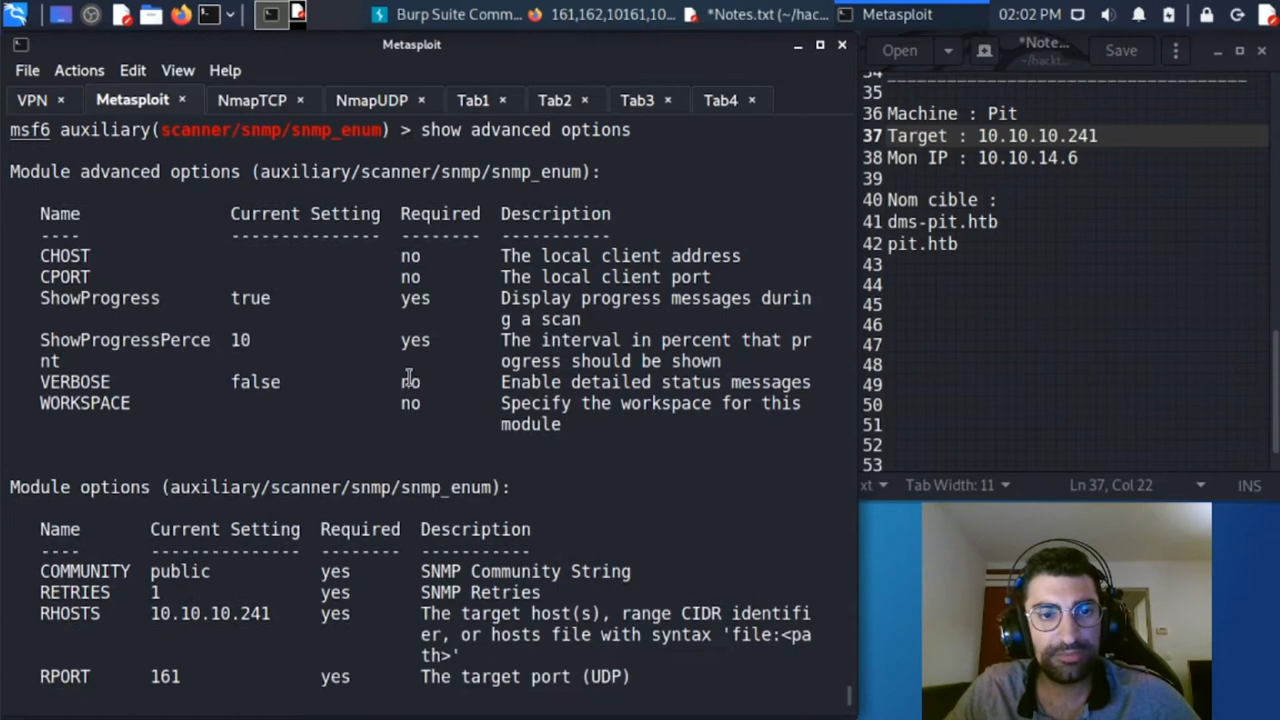 Burp Suite Comm...
161,162,10161,10...
*Notes.txt (~/hac...
Metasploit
02:02 PM
Metasploit
File Actions Edit View Help
VPN × Metasploit × NmapTCP × NmapUDP × Tab1 × Tab2 × Tab3 × Tab4 ×
msf6 auxiliary(scanner/snmp/snmp_enum) > show advanced options
Module advanced options (auxiliary/scanner/snmp/snmp_enum):
Name Current Setting Required Description
---- --------------- -------- -----------
CHOST no The local client address
CPORT no The local client port
ShowProgress true yes Display progress messages durin
g a scan
ShowProgressPerce 10 yes The interval in percent that pr
nt ogress should be shown
VERBOSE false no Enable detailed status messages
WORKSPACE no Specify the workspace for this
module
Module options (auxiliary/scanner/snmp/snmp_enum):
Name Current Setting Required Description
---- --------------- -------- -----------
COMMUNITY public yes SNMP Community String
RETRIES 1 yes SNMP Retries
RHOSTS 10.10.10.241 yes The target host(s), range CIDR identifi
er, or hosts file with syntax 'file:<pa
th>'
RPORT 161 yes The target port (UDP)
Open
*Note...
~/hackt...
Save
34
35
36 Machine : Pit
37 Target : 10.10.10.241
38 Mon IP : 10.10.14.6
39
40 Nom cible :
41 dms-pit.htb
42 pit.htb
43
44
45
46
47
48
49
50
51
52
53
xt Tab Width: 11 Ln 37, Col 22 INS